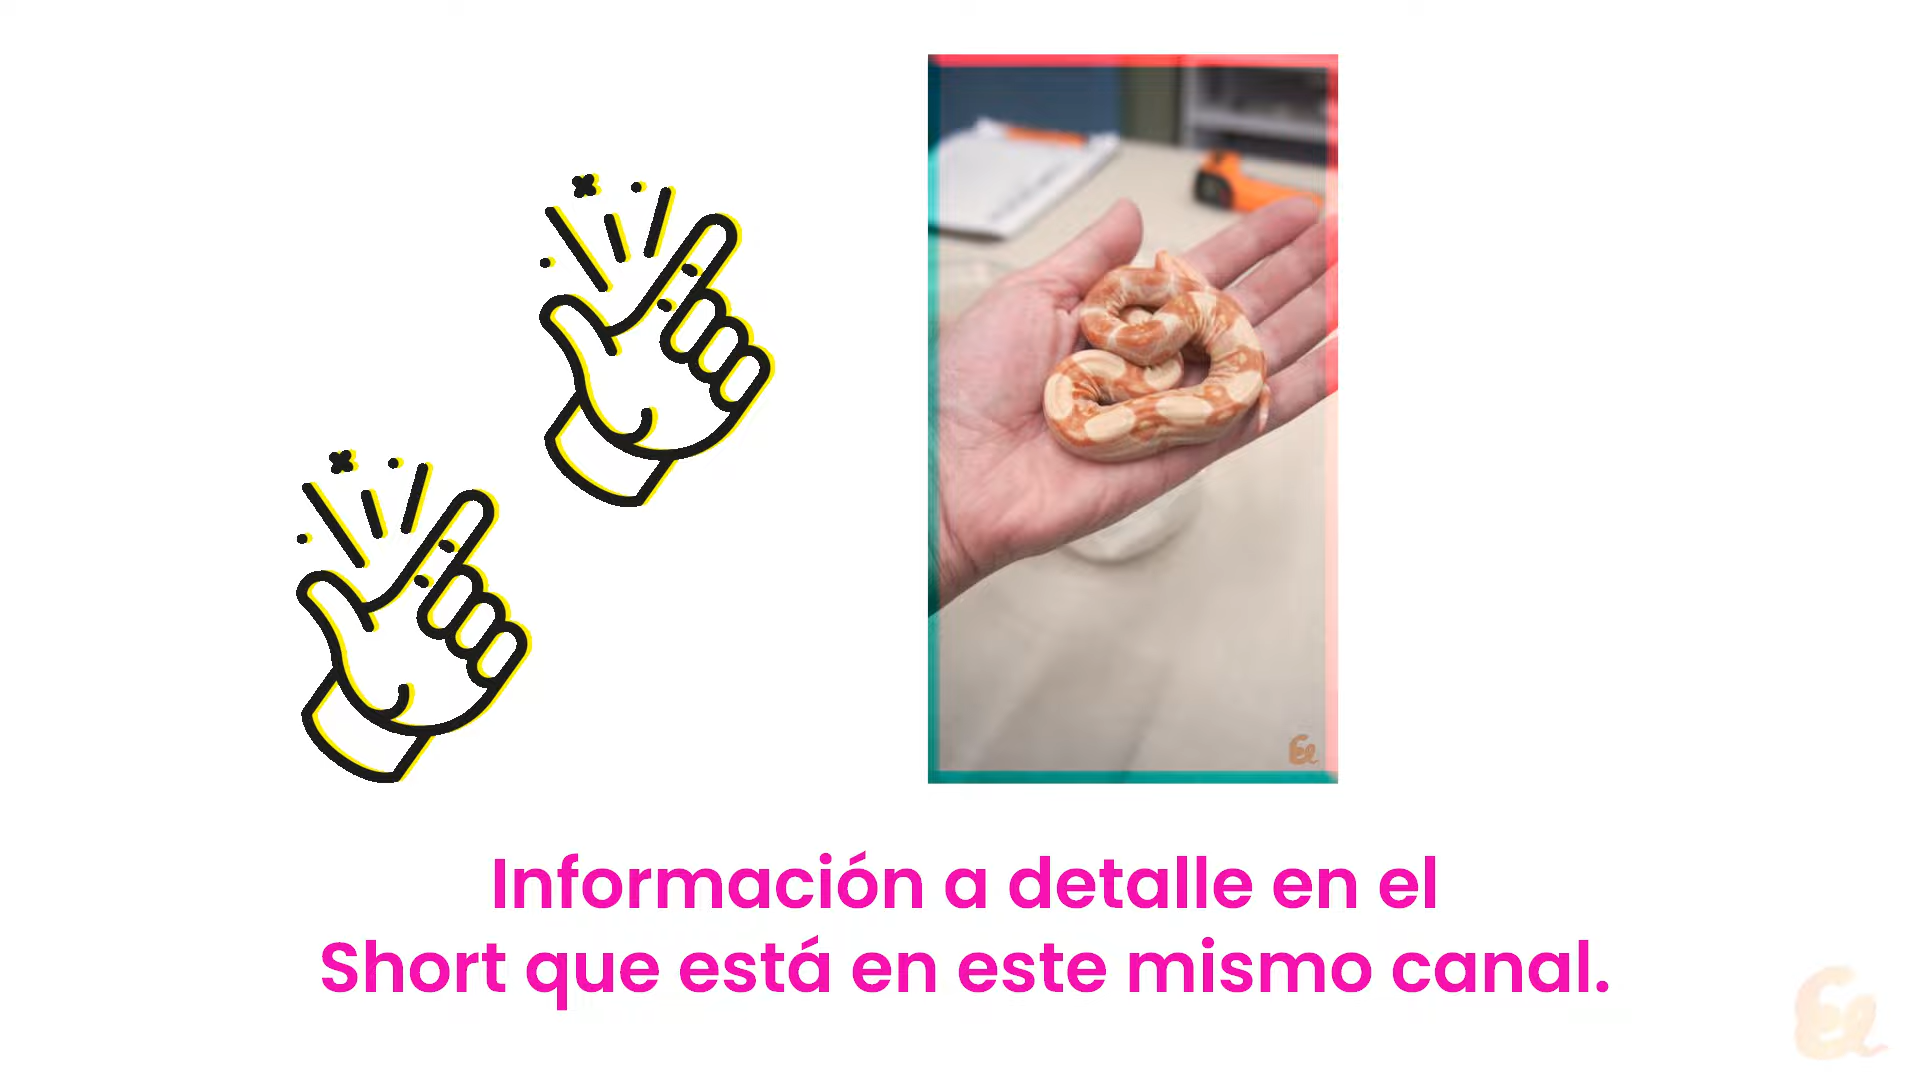 Información a detalle en el
Short que está en este mismo canal.